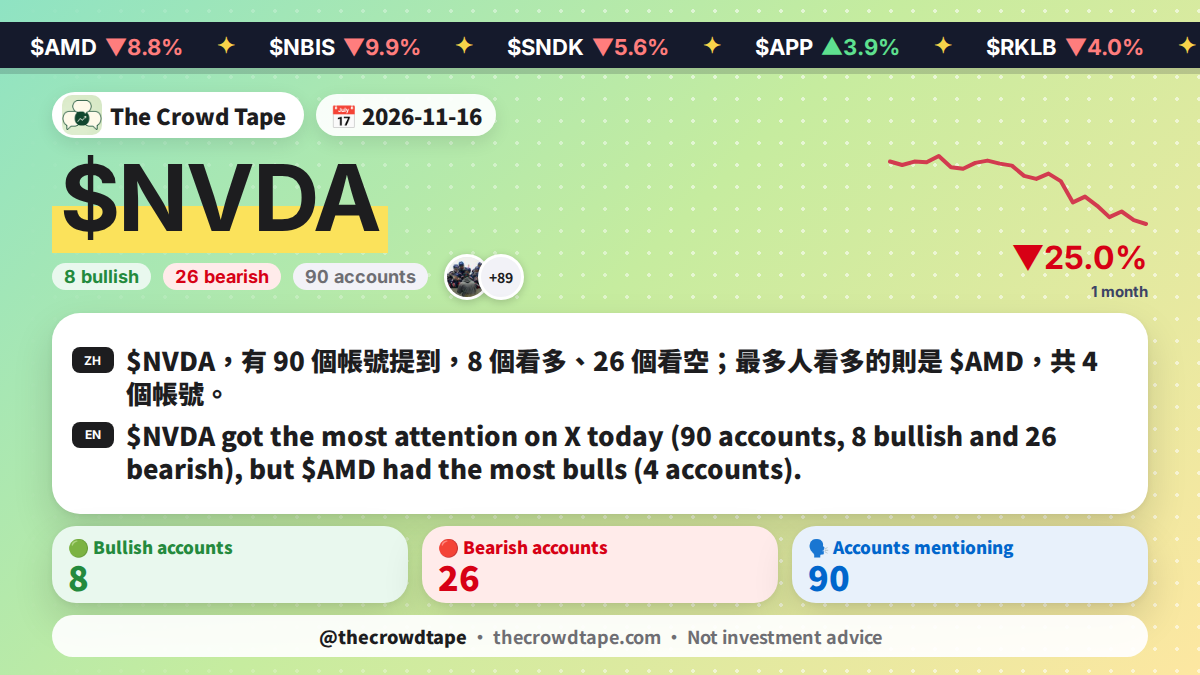 $AMD ▼8.8% ✦ $NBIS ▼9.9% ✦ $SNDK ▼5.6% ✦ $APP ▲3.9% ✦ $RKLB ▼4.0% ✦
The Crowd Tape
📅 2026-11-16
$NVDA
8 bullish 26 bearish 90 accounts +89
▼25.0%
1 month
ZH $NVDA，有 90 個帳號提到，8 個看多、26 個看空；最多人看多的則是 $AMD，共 4
個帳號。
EN $NVDA got the most attention on X today (90 accounts, 8 bullish and 26
bearish), but $AMD had the most bulls (4 accounts).
🟢 Bullish accounts
8
🔴 Bearish accounts
26
🗣️ Accounts mentioning
90
@thecrowdtape • thecrowdtape.com • Not investment advice